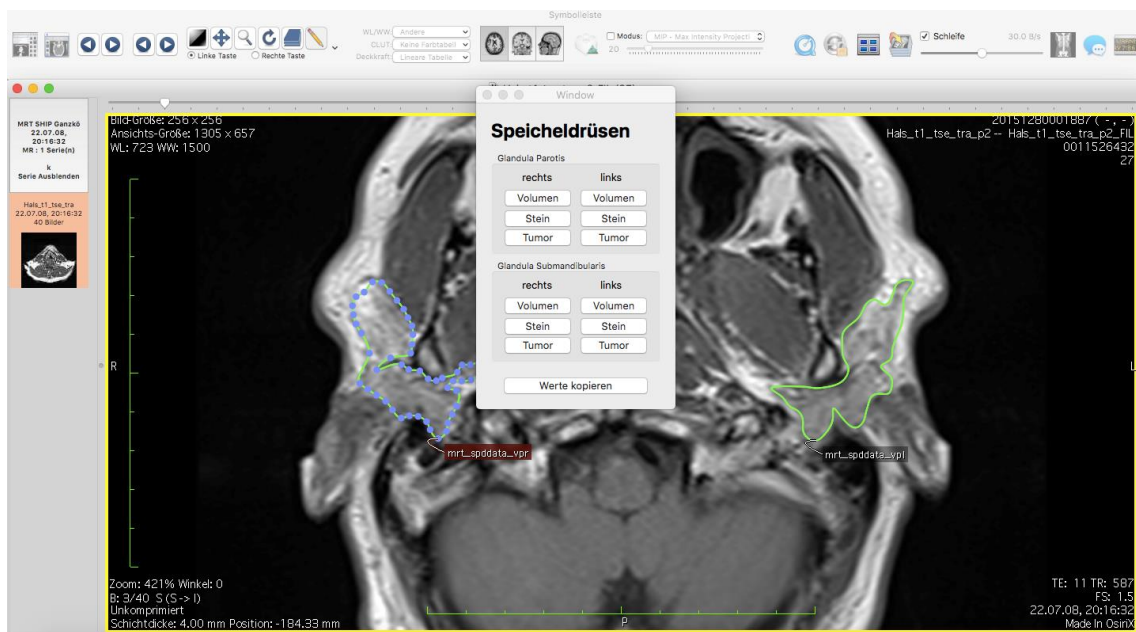 Symbolleiste
WL/WW: Andere
CLUT: Keine Farbtabell
Deckkraft: Lineare Tabelle
Linke Taste
Rechte Taste
Modus: MIP - Max Intensity Projecti
20
Schleife
30.0 B/s
MRT SHIP Ganzkö
22.07.08,
20:16:32
MR : 1 Serie(n)
k
Serie Ausblenden
Hals_t1_tse_tra
22.07.08, 20:16:32
40 Bilder
Bild-Größe: 256 x 256
Ansichts-Größe: 1305 x 657
WL: 723 WW: 1500
20151280001887 ( - , - )
Hals_t1_tse_tra_p2 -- Hals_t1_tse_tra_p2_FIL
0011526432
27
Window
Speicheldrüsen
Glandula Parotis
rechts links
Volumen Volumen
Stein Stein
Tumor Tumor
Glandula Submandibularis
rechts links
Volumen Volumen
Stein Stein
Tumor Tumor
Werte kopieren
R
L
mrt_spddata_vpr
mrt_spddata_vpl
Zoom: 421% Winkel: 0
B: 3/40 S (S -> I)
Unkomprimiert
Schichtdicke: 4.00 mm Position: -184.33 mm
P
TE: 11 TR: 587
FS: 1.5
22.07.08, 20:16:32
Made In OsiriX